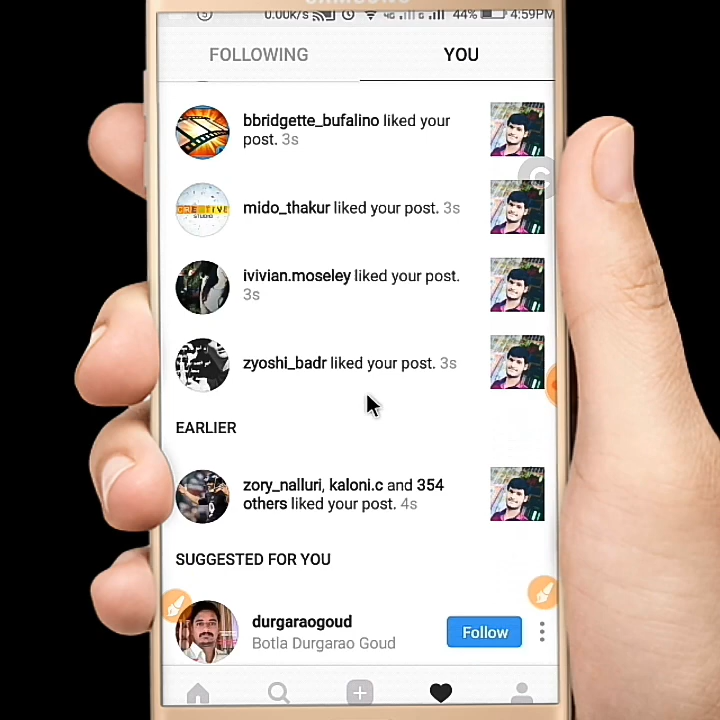 SAMSUNG
0.00k/s 4G 44% 4:59PM
FOLLOWING YOU
bbridgette_bufalino liked your
post. 3s
mido_thakur liked your post. 3s
ivivian.moseley liked your post.
3s
zyoshi_badr liked your post. 3s
EARLIER
zory_nalluri, kaloni.c and 354
others liked your post. 4s
SUGGESTED FOR YOU
durgaraogoud
Botla Durgarao Goud
Follow